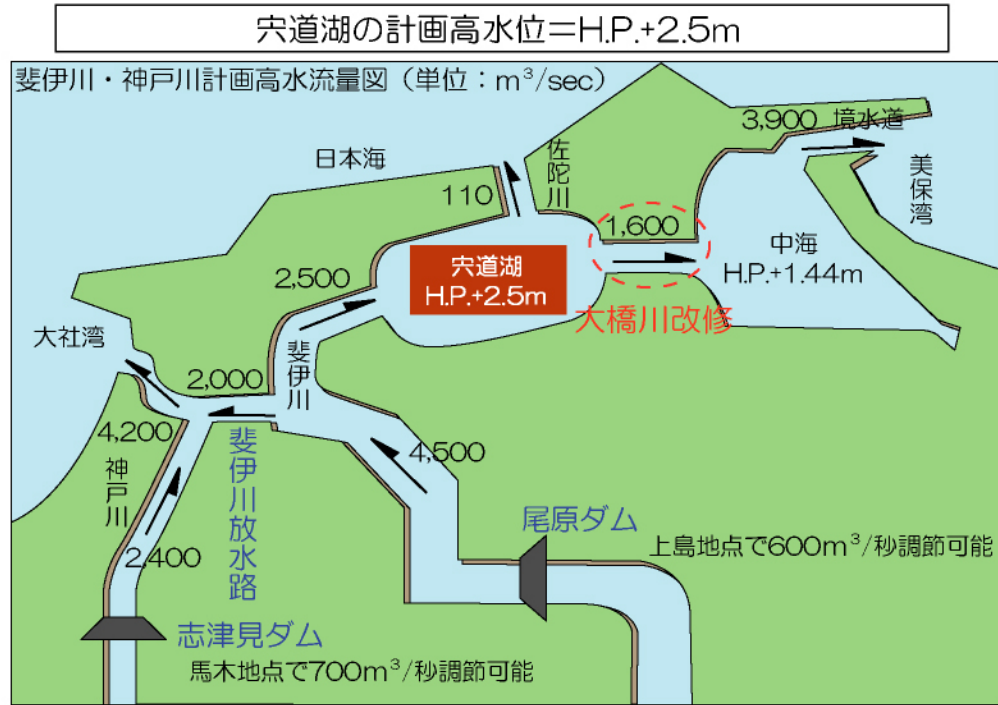 宍道湖の計画高水位＝H.P.+2.5m
斐伊川・神戸川計画高水流量図（単位：m³/sec）
3,900
境水道
日本海
佐陀川
美保湾
110
1,600
中海
H.P.+1.44m
2,500
宍道湖
H.P.+2.5m
大橋川改修
大社湾
斐伊川
2,000
4,200
4,500
神戸川
斐伊川放水路
尾原ダム
上島地点で600m³/秒調節可能
2,400
志津見ダム
馬木地点で700m³/秒調節可能